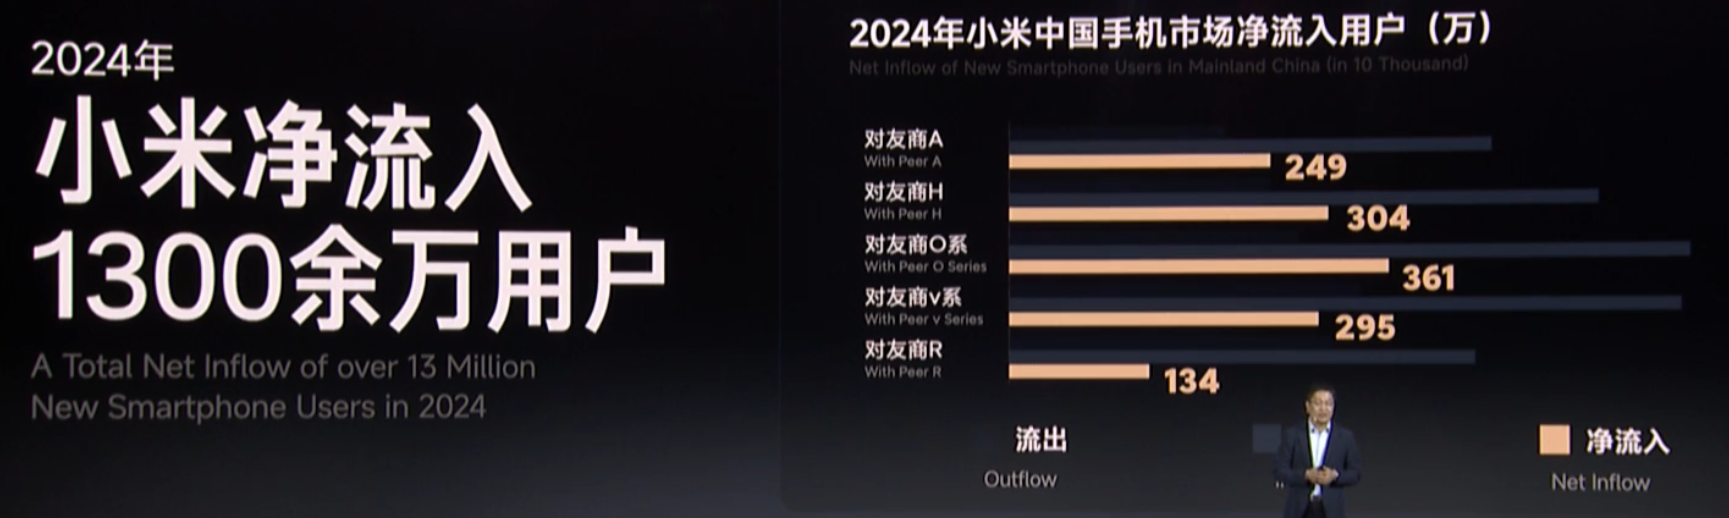 2024年
小米净流入
1300余万用户
A Total Net Inflow of over 13 Million
New Smartphone Users in 2024
2024年小米中国手机市场净流入用户（万）
Net Inflow of New Smartphone Users in Mainland China (in 10 Thousand)
对友商A
With Peer A
249
对友商H
With Peer H
304
对友商O系
With Peer O Series
361
对友商v系
With Peer v Series
295
对友商R
With Peer R
134
流出
Outflow
净流入
Net Inflow